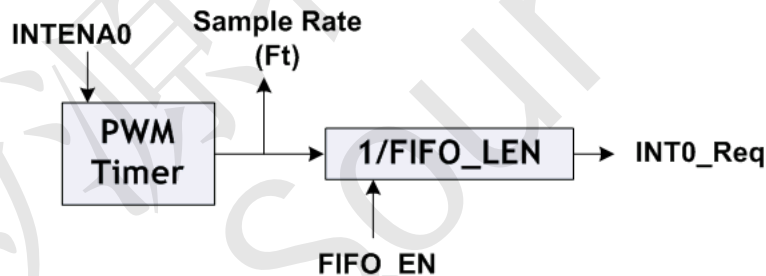 INTENA0
Sample Rate
(Ft)
PWM
Timer
1/FIFO_LEN
INT0_Req
FIFO_EN